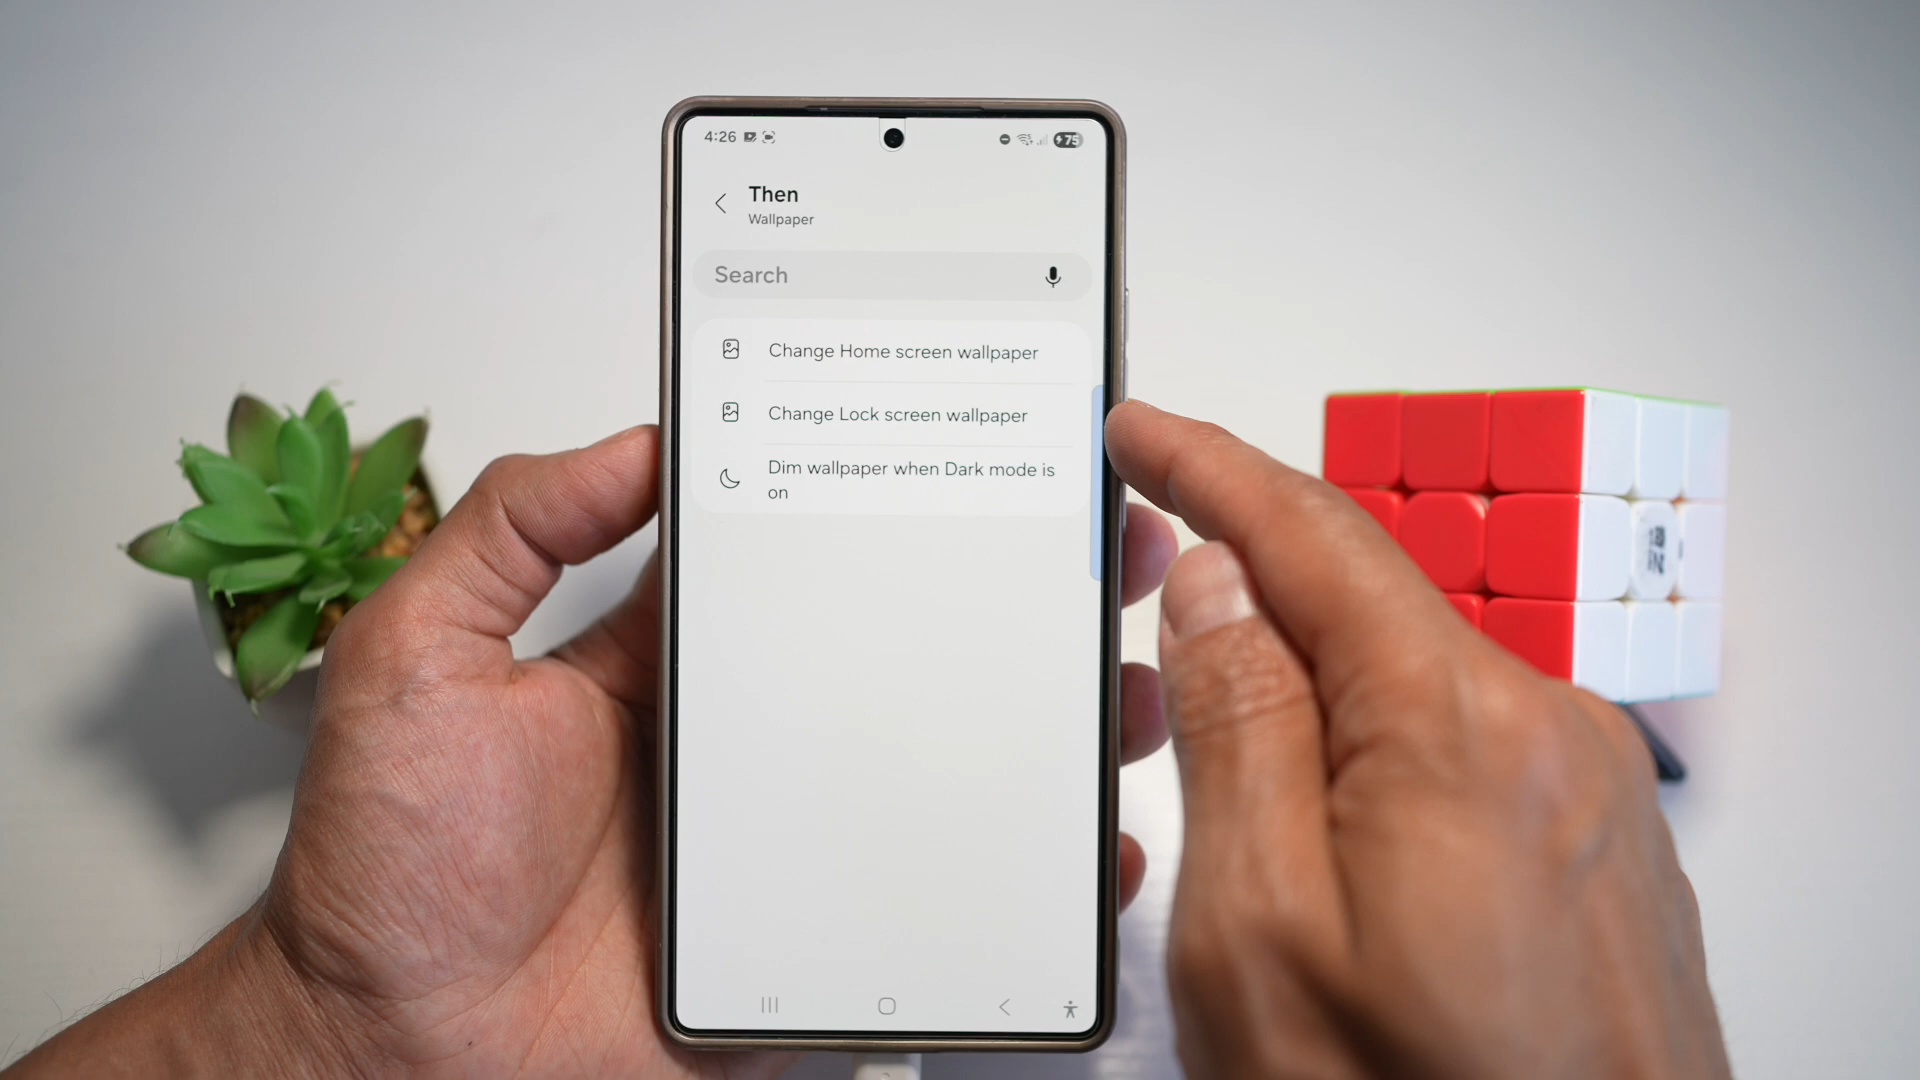 4:26
75
Then
Wallpaper
Search
Change Home screen wallpaper
Change Lock screen wallpaper
Dim wallpaper when Dark mode is
on